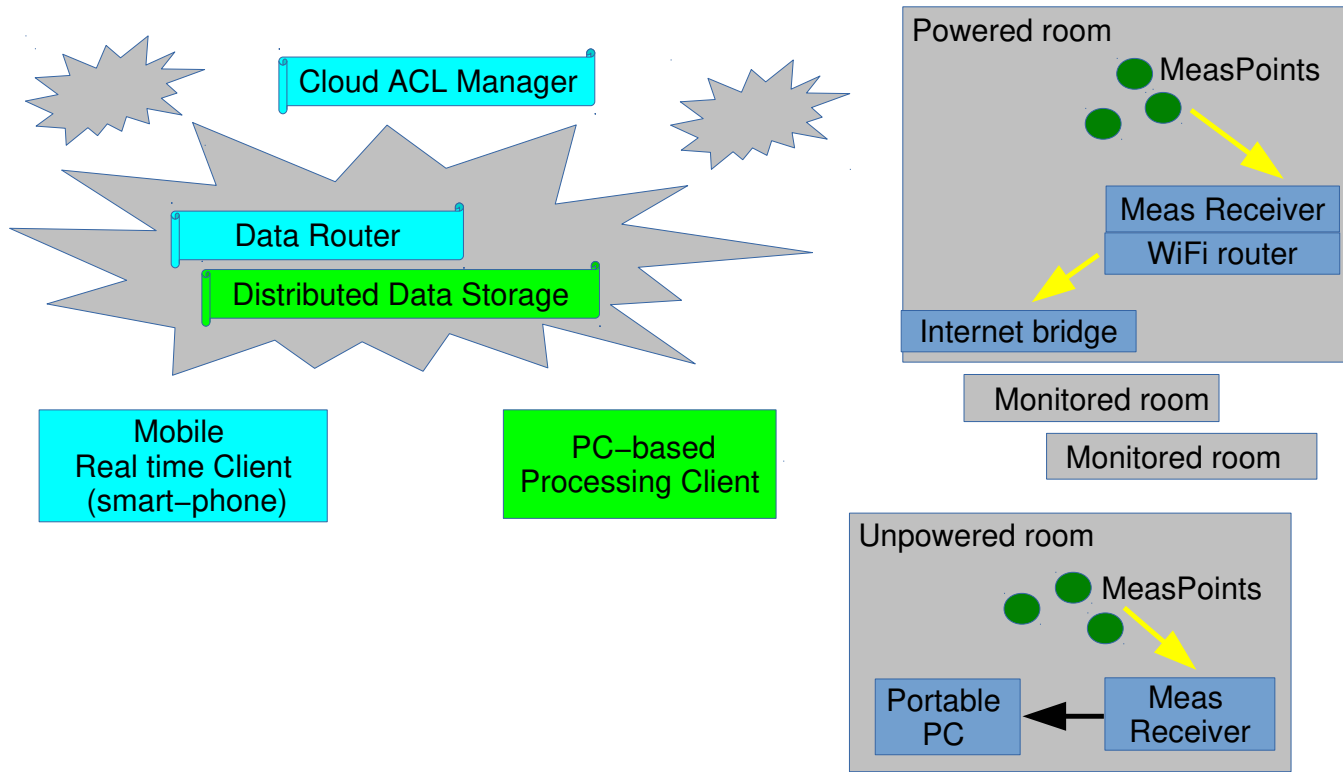 Cloud ACL Manager
Data Router
Distributed Data Storage
Mobile
Real time Client
(smart−phone)
PC−based
Processing Client
Powered room
MeasPoints
Meas Receiver
WiFi router
Internet bridge
Monitored room
Monitored room
Unpowered room
MeasPoints
Portable
PC
Meas
Receiver